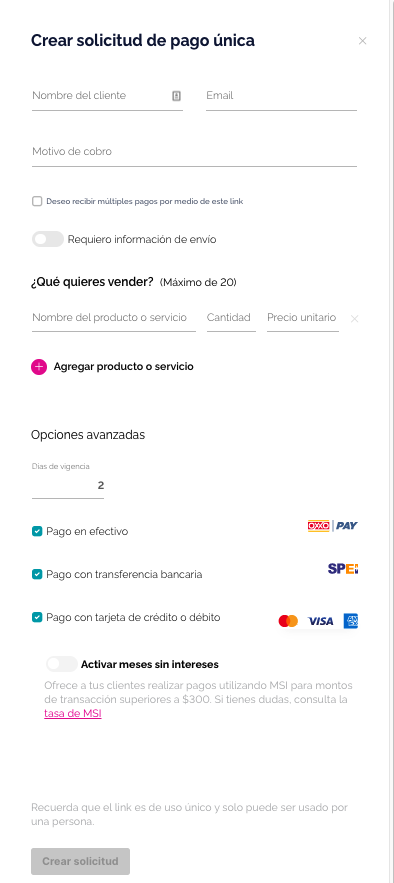 Crear solicitud de pago única
Nombre del cliente Email
Motivo de cobro
Deseo recibir múltiples pagos por medio de este link
Requiero información de envío
¿Qué quieres vender? (Máximo de 20)
Nombre del producto o servicio Cantidad Precio unitario
Agregar producto o servicio
Opciones avanzadas
Días de vigencia
2
Pago en efectivo OXXO PAY
Pago con transferencia bancaria SPEI
Pago con tarjeta de crédito o débito VISA
Activar meses sin intereses
Ofrece a tus clientes realizar pagos utilizando MSI para montos
de transacción superiores a $300. Si tienes dudas, consulta la
tasa de MSI
Recuerda que el link es de uso único y solo puede ser usado por
una persona.
Crear solicitud